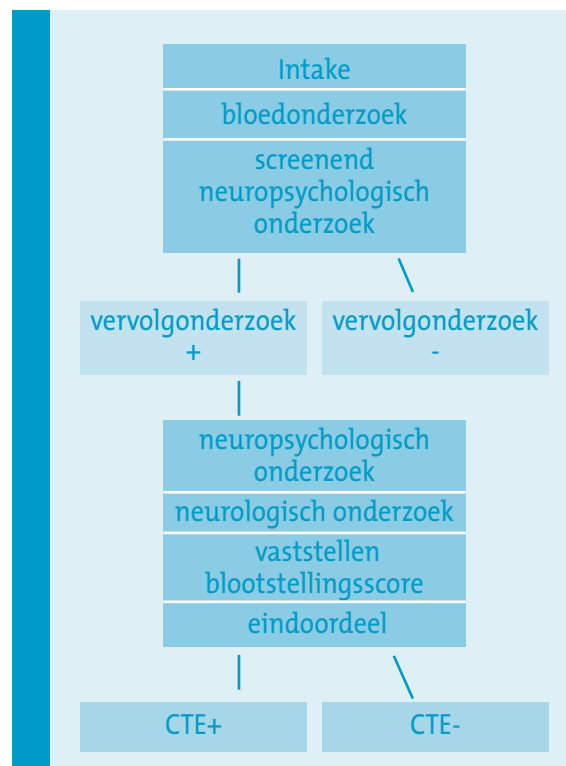 Intake
bloedonderzoek
screenend
neuropsychologisch
onderzoek
vervolgonderzoek
+
vervolgonderzoek
-
neuropsychologisch
onderzoek
neurologisch onderzoek
vaststellen
blootstellingsscore
eindoordeel
CTE+
CTE-